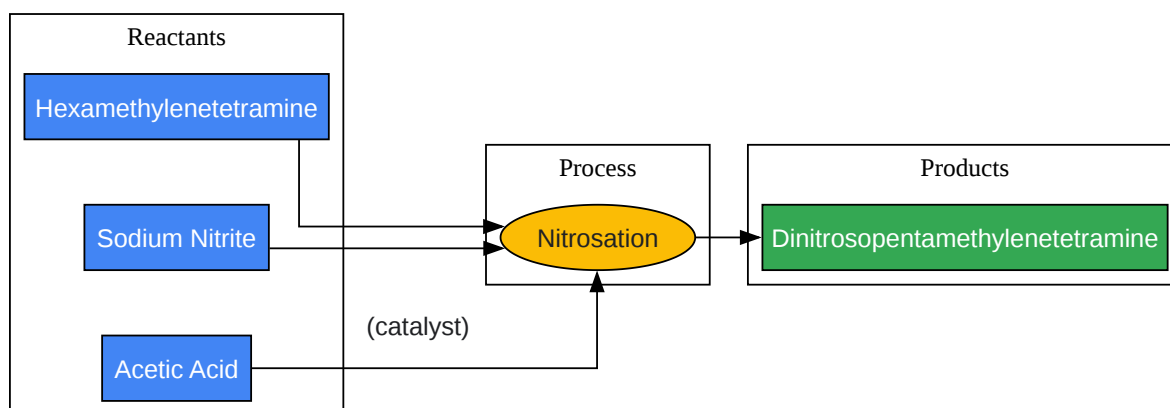 Reactants
Hexamethylenetetramine
Process
Products
Sodium Nitrite
Nitrosation
Dinitrosopentamethylenetetramine
(catalyst)
Acetic Acid